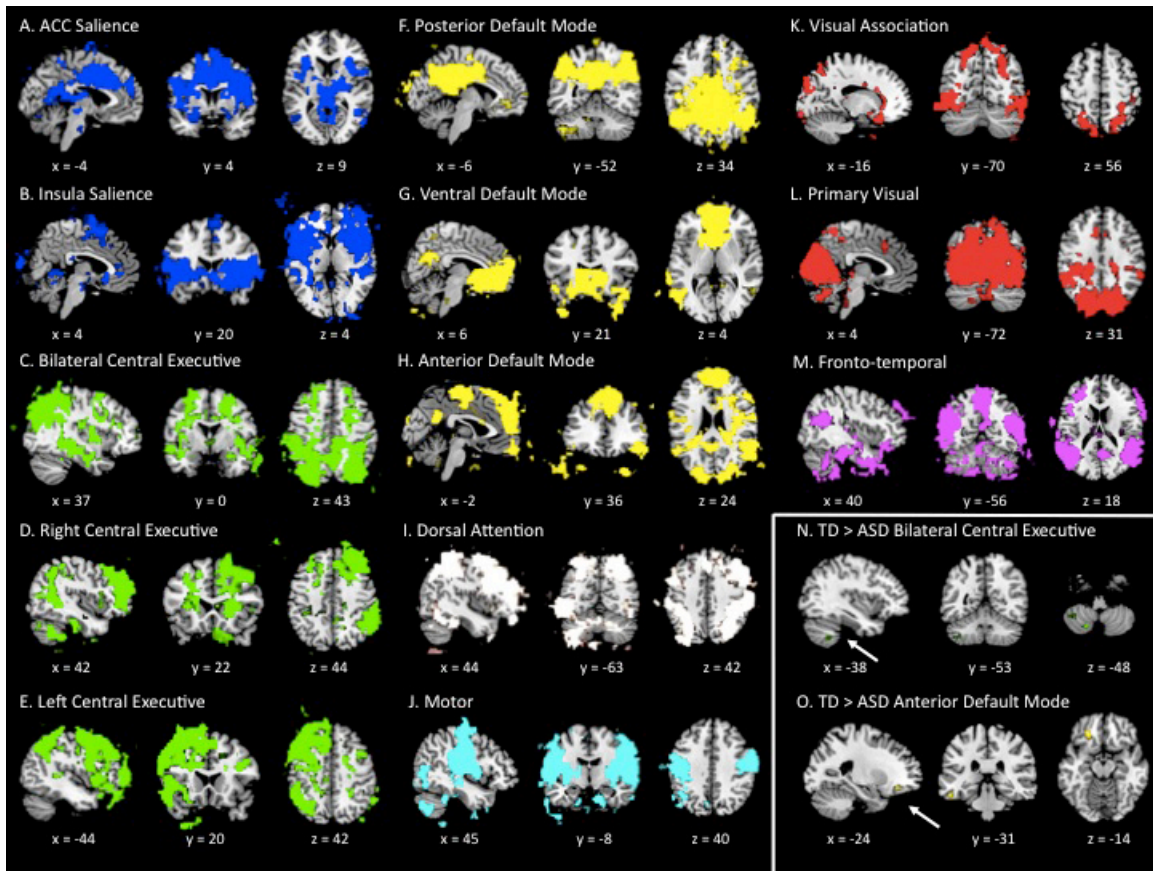 A. ACC Salience
x = -4 y = 4 z = 9
B. Insula Salience
x = 4 y = 20 z = 4
C. Bilateral Central Executive
x = 37 y = 0 z = 43
D. Right Central Executive
x = 42 y = 22 z = 44
E. Left Central Executive
x = -44 y = 20 z = 42
F. Posterior Default Mode
x = -6 y = -52 z = 34
G. Ventral Default Mode
x = 6 y = 21 z = 4
H. Anterior Default Mode
x = -2 y = 36 z = 24
I. Dorsal Attention
x = 44 y = -63 z = 42
J. Motor
x = 45 y = -8 z = 40
K. Visual Association
x = -16 y = -70 z = 56
L. Primary Visual
x = 4 y = -72 z = 31
M. Fronto-temporal
x = 40 y = -56 z = 18
N. TD > ASD Bilateral Central Executive
x = -38 y = -53 z = -48
O. TD > ASD Anterior Default Mode
x = -24 y = -31 z = -14